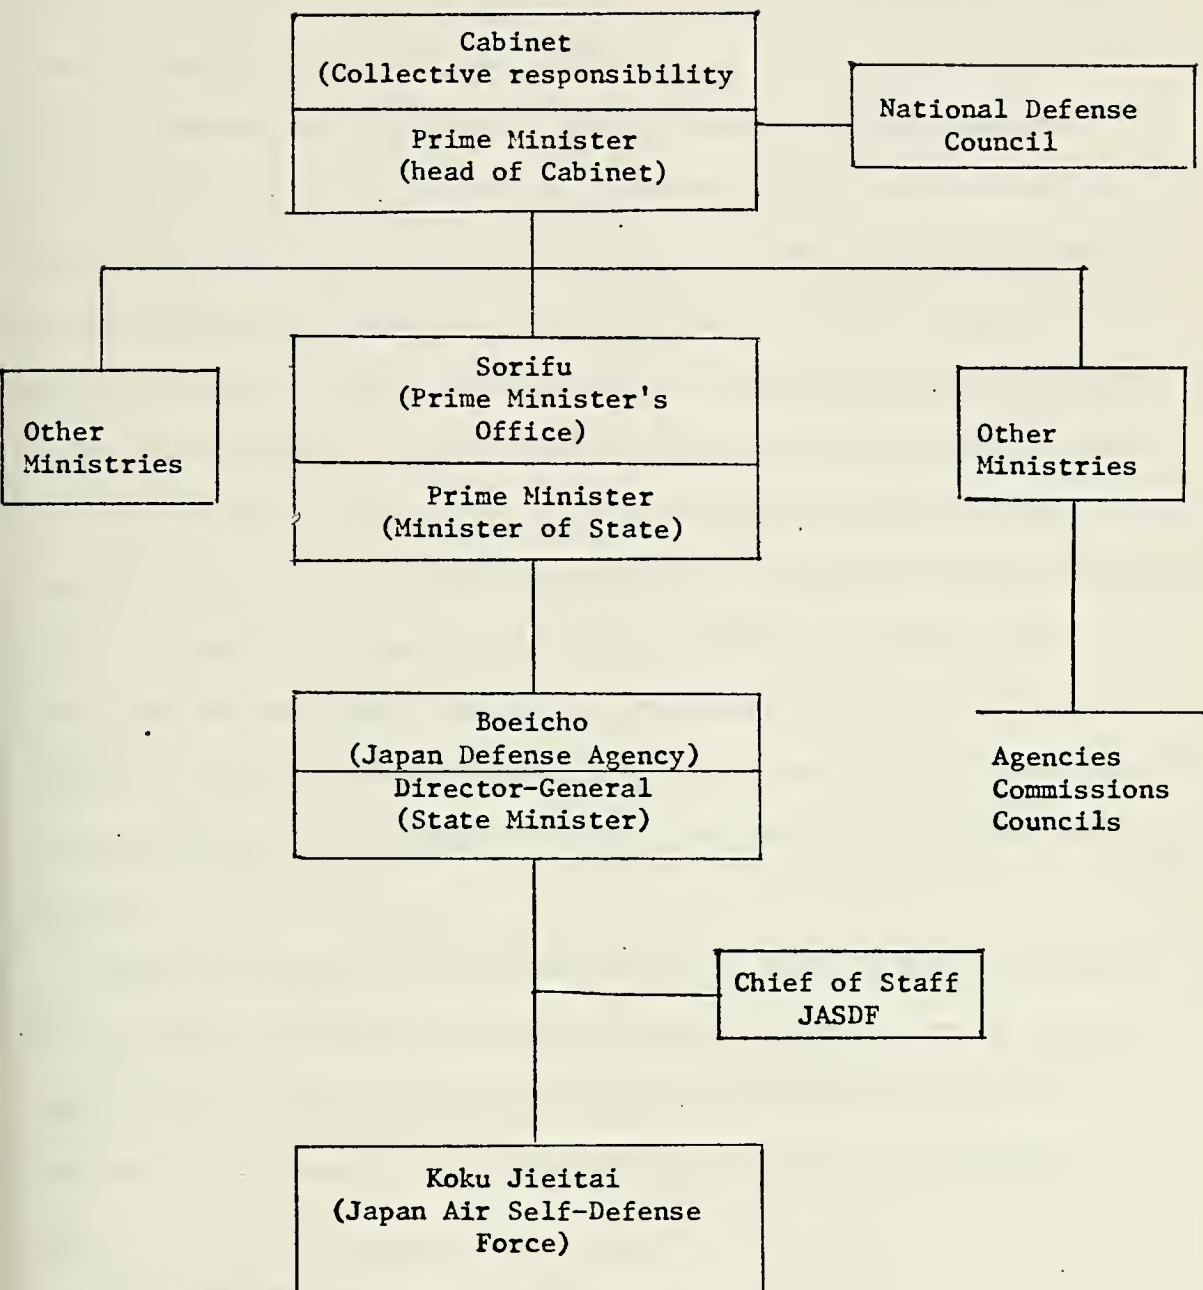 Cabinet
(Collective responsibility
Prime Minister
(head of Cabinet)
National Defense
Council
Other
Ministries
Sorifu
(Prime Minister's
Office)
Prime Minister
(Minister of State)
Other
Ministries
Boeicho
(Japan Defense Agency)
Director-General
(State Minister)
Agencies
Commissions
Councils
Chief of Staff
JASDF
Koku Jieitai
(Japan Air Self-Defense
Force)